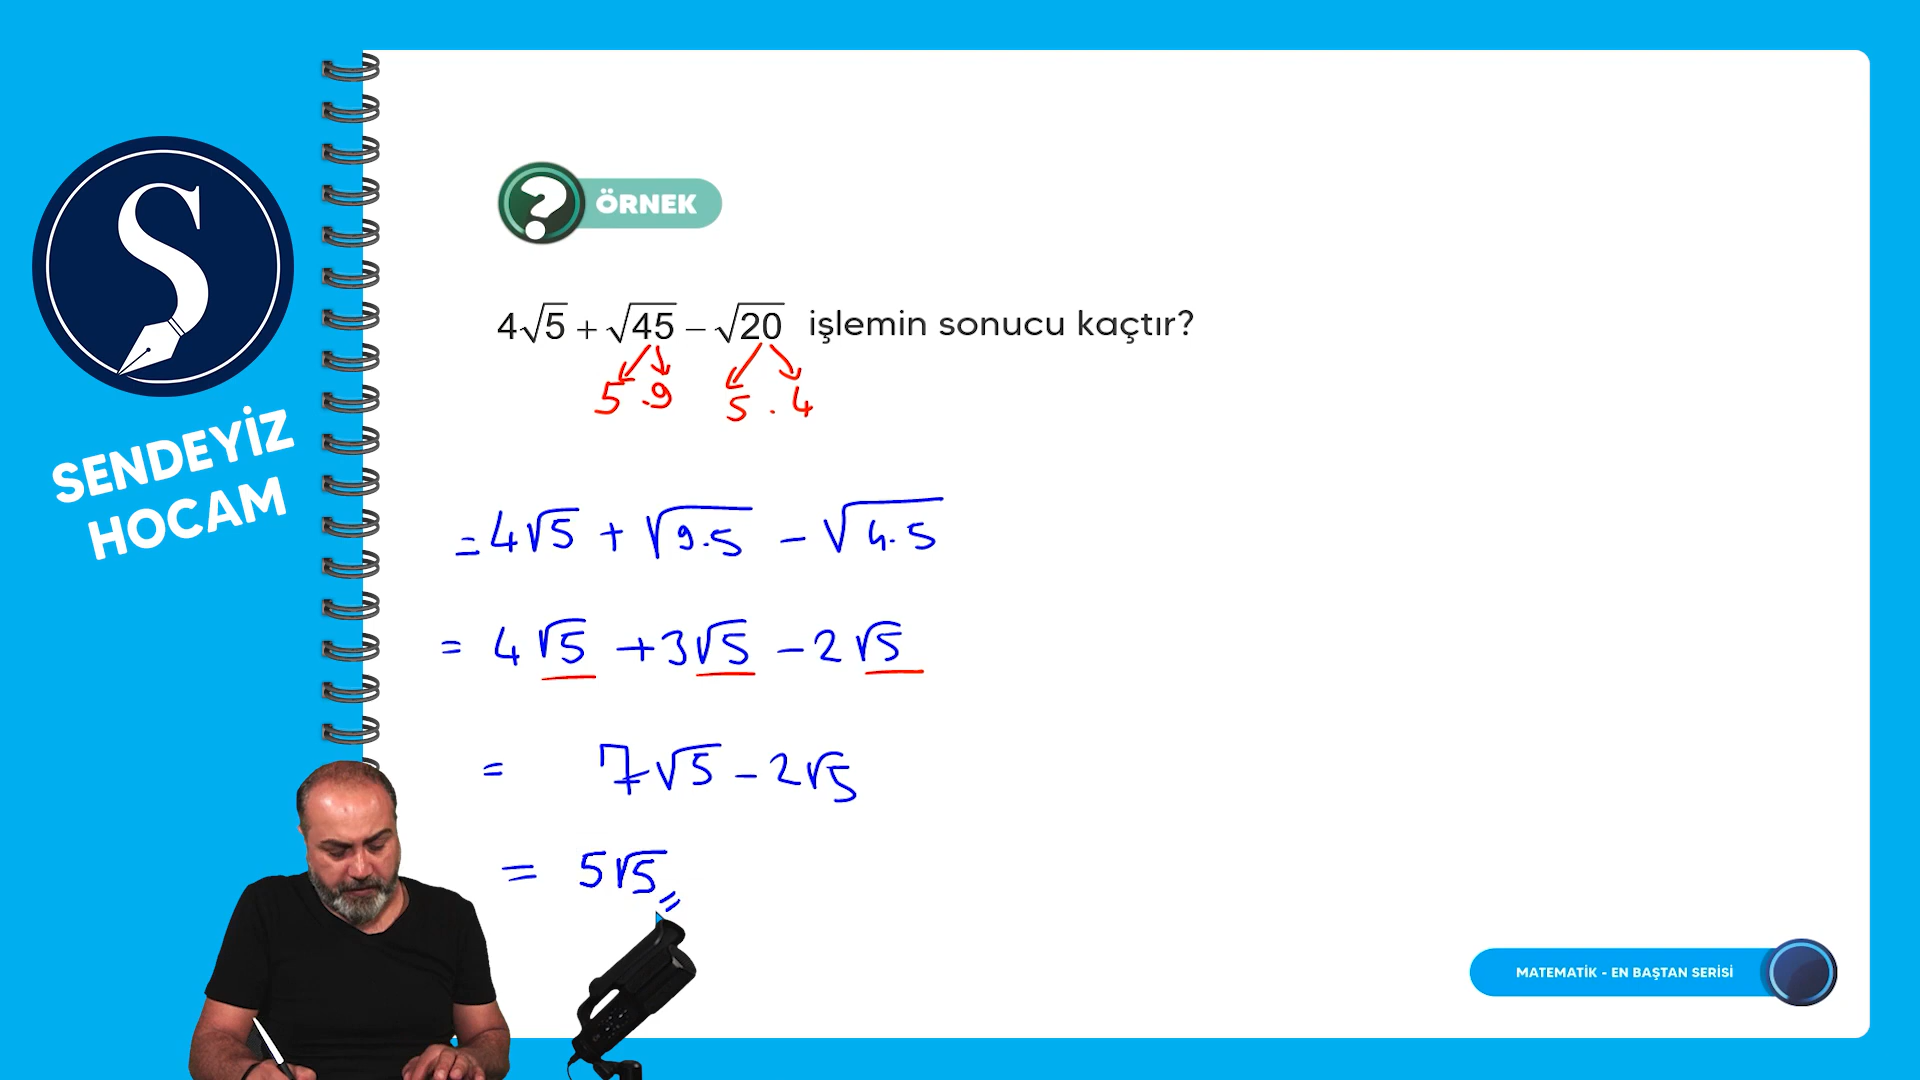 SENDEYİZ
HOCAM
? ÖRNEK
4√5 + √45 − √20 işlemin sonucu kaçtır?
5 . 9 5 . 4
= 4√5 + √9.5 − √4.5
= 4√5 + 3√5 − 2√5
= 7√5 − 2√5
= 5√5
MATEMATİK - EN BAŞTAN SERİSİ